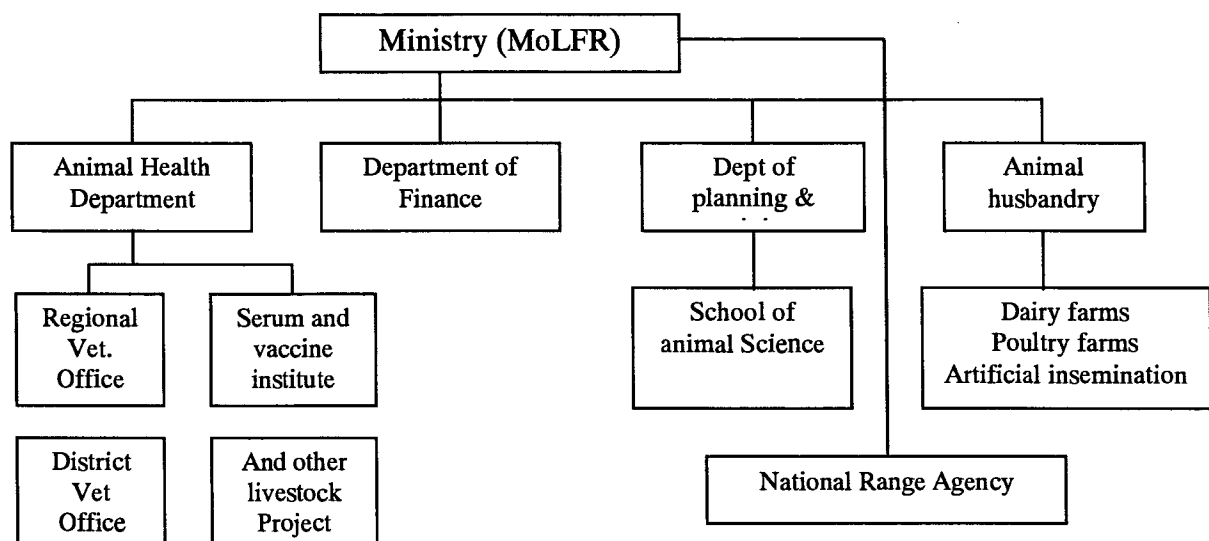 Ministry (MoLFR)
Animal Health
Department
Department of
Finance
Dept of
planning &
Animal
husbandry
Regional
Vet.
Office
Serum and
vaccine
institute
School of
animal Science
Dairy farms
Poultry farms
Artificial insemination
District
Vet
Office
And other
livestock
Project
National Range Agency